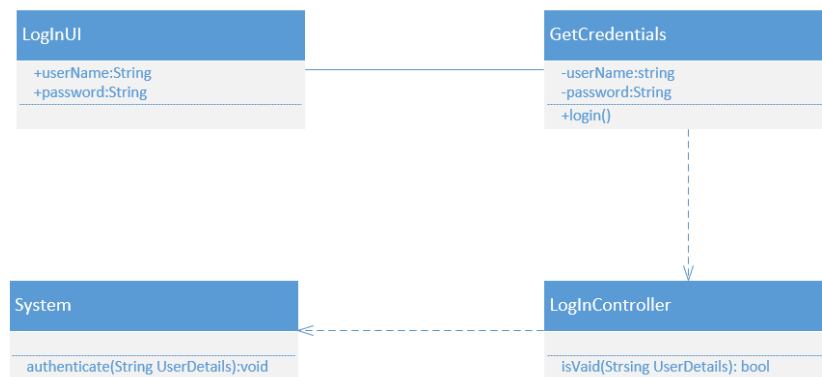 LogInUI
+userName:String
+password:String
GetCredentials
-userName:string
-password:String
+login()
System
authenticate(String UserDetails):void
LogInController
isVaid(Strsing UserDetails): bool